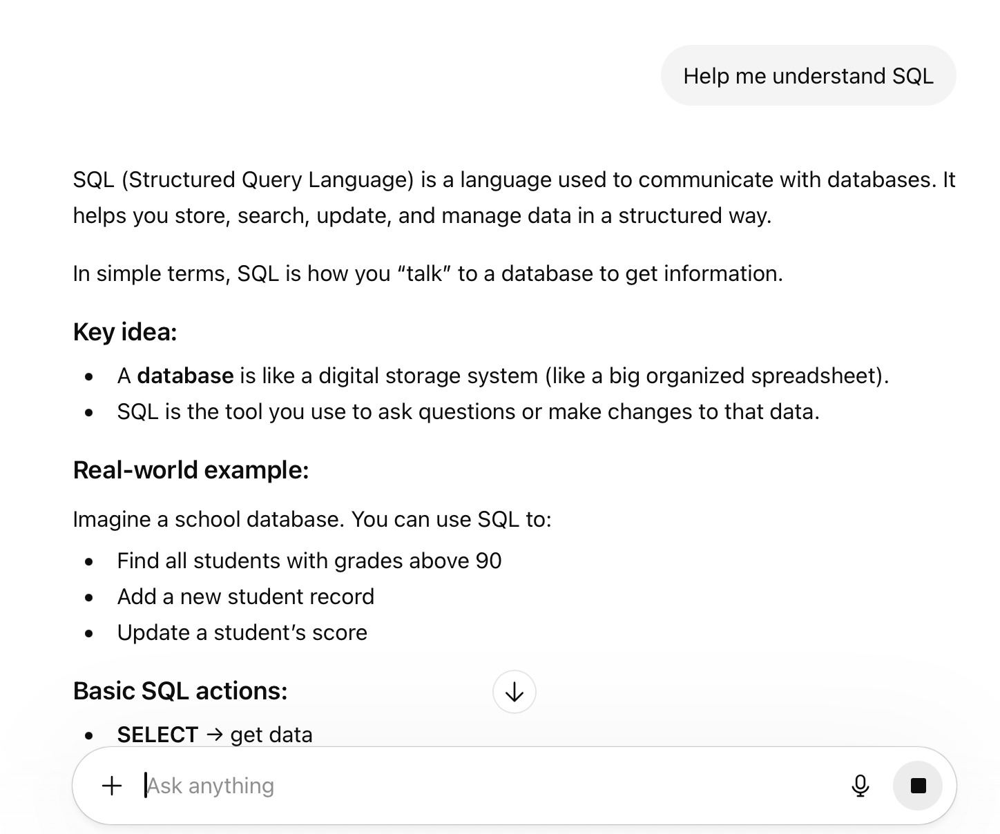 Help me understand SQL
SQL (Structured Query Language) is a language used to communicate with databases. It
helps you store, search, update, and manage data in a structured way.
In simple terms, SQL is how you “talk” to a database to get information.
Key idea:
• A database is like a digital storage system (like a big organized spreadsheet).
• SQL is the tool you use to ask questions or make changes to that data.
Real-world example:
Imagine a school database. You can use SQL to:
• Find all students with grades above 90
• Add a new student record
• Update a student’s score
Basic SQL actions:
• SELECT → get data
Ask anything